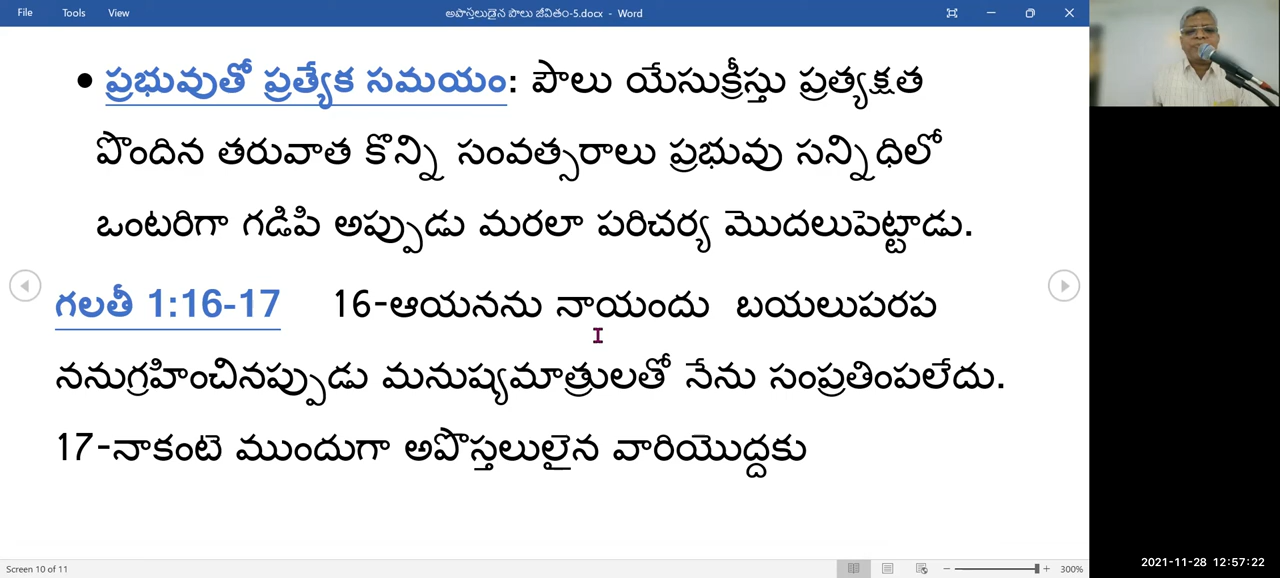 File Tools View అపొస్తలుడైన పౌలు జీవితం-5.docx - Word
• ప్రభువుతో ప్రత్యేక సమయం: పౌలు యేసుక్రీస్తు ప్రత్యక్షత
పొందిన తరువాత కొన్ని సంవత్సరాలు ప్రభువు సన్నిధిలో
ఒంటరిగా గడిపి అప్పుడు మరలా పరిచర్య మొదలుపెట్టాడు.
గలతీ 1:16-17 16-ఆయనను నాయందు బయలుపరప
ననుగ్రహించినప్పుడు మనుష్యమాత్రులతో నేను సంప్రతింపలేదు.
17-నాకంటె ముందుగా అపొస్తలులైన వారియొద్దకు
Screen 10 of 11 300%
2021-11-28 12:57:22